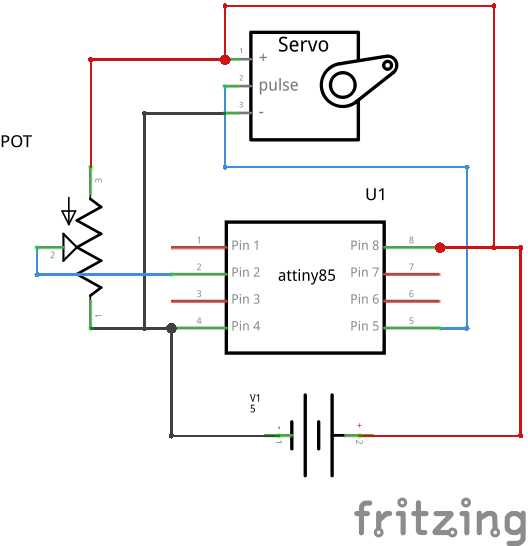 Servo
1
+
2
pulse
3
-
POT
3
2
1
U1
attiny85
1
Pin 1
2
Pin 2
3
Pin 3
4
Pin 4
Pin 8
8
Pin 7
7
Pin 6
6
Pin 5
5
V1
5
-
1
+
2
fritzing